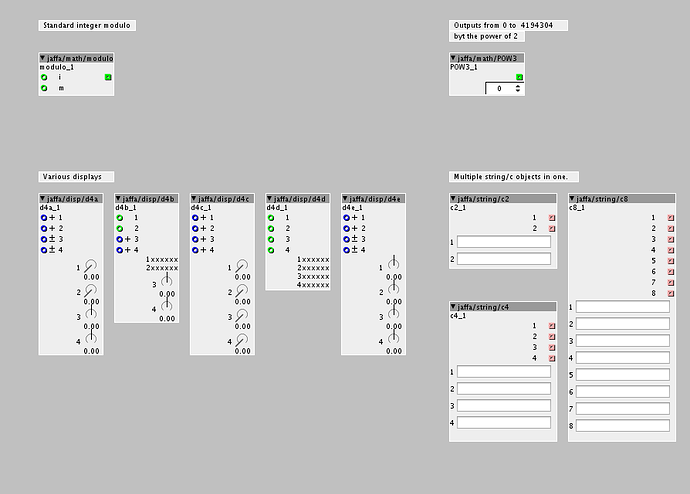 Standard integer modulo
▼ jaffa/math/modulo
modulo_1
i
m
Outputs from 0 to 4194304
byt the power of 2
▼ jaffa/math/POW3
POW3_1
0
Various displays
▼ jaffa/disp/d4a
d4a_1
+ 1
+ 2
± 3
± 4
1
0.00
2
0.00
3
0.00
4
0.00
▼ jaffa/disp/d4b
d4b_1
1
2
+ 3
+ 4
1xxxxxx
2xxxxxx
3
0.00
4
0.00
▼ jaffa/disp/d4c
d4c_1
+ 1
+ 2
+ 3
+ 4
1
0.00
2
0.00
3
0.00
4
0.00
▼ jaffa/disp/d4d
d4d_1
1
2
3
4
1xxxxxx
2xxxxxx
3xxxxxx
4xxxxxx
▼ jaffa/disp/d4e
d4e_1
+ 1
+ 2
± 3
± 4
1
0.00
2
0.00
3
0.00
4
0.00
Multiple string/c objects in one.
▼ jaffa/string/c2
c2_1
1
2
1
2
▼ jaffa/string/c4
c4_1
1
2
3
4
1
2
3
4
▼ jaffa/string/c8
c8_1
1
2
3
4
5
6
7
8
1
2
3
4
5
6
7
8